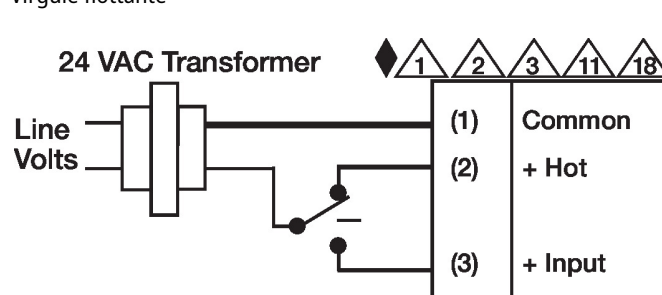 24 VAC Transformer
1 2 3 11 18
Line
Volts
(1) Common
(2) + Hot
(3) + Input